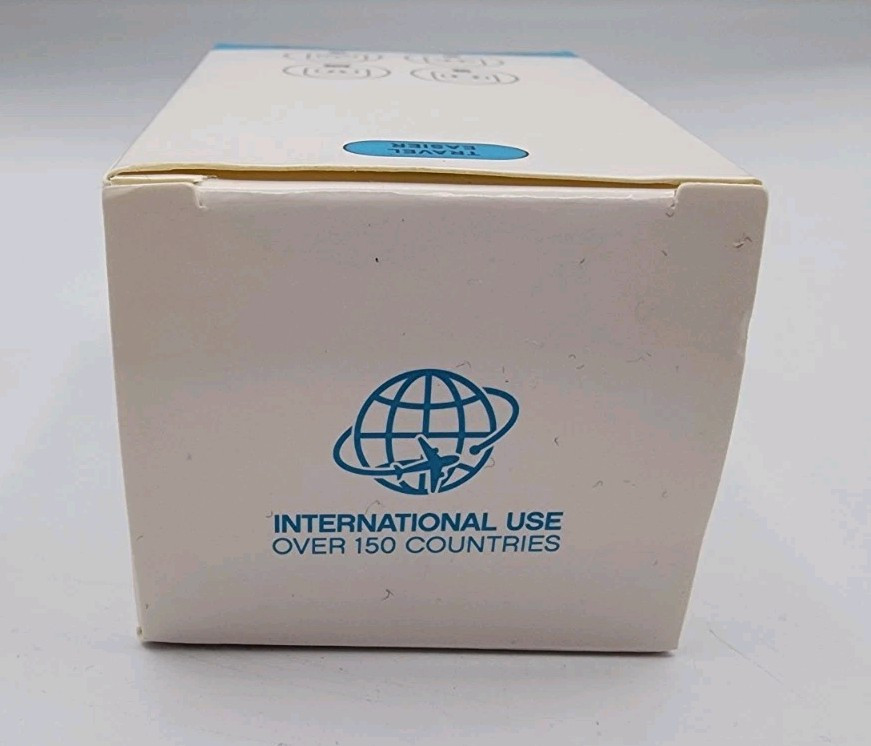 TRAVEL
EASIER
INTERNATIONAL USE
OVER 150 COUNTRIES